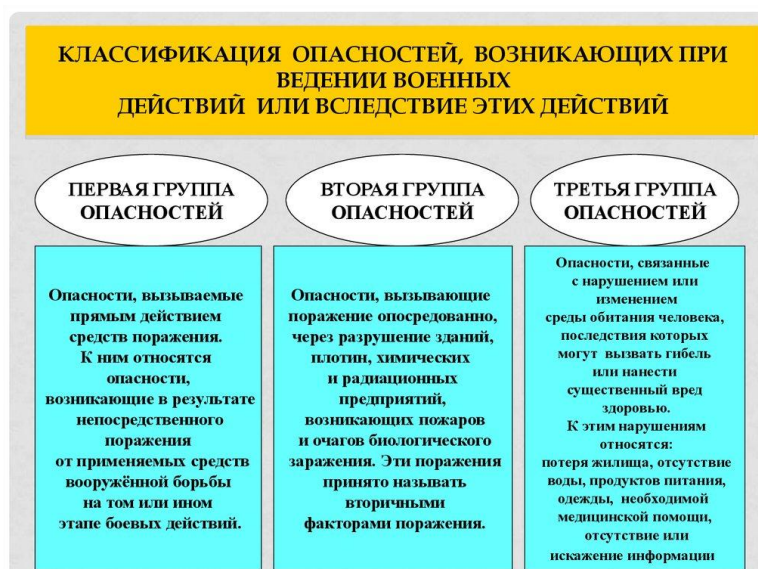 КЛАССИФИКАЦИЯ ОПАСНОСТЕЙ, ВОЗНИКАЮЩИХ ПРИ
ВЕДЕНИИ ВОЕННЫХ
ДЕЙСТВИЙ ИЛИ ВСЛЕДСТВИЕ ЭТИХ ДЕЙСТВИЙ
ПЕРВАЯ ГРУППА
ОПАСНОСТЕЙ
Опасности, вызываемые
прямым действием
средств поражения.
К ним относятся
опасности,
возникающие в результате
непосредственного
поражения
от применяемых средств
вооружённой борьбы
на том или ином
этапе боевых действий.
ВТОРАЯ ГРУППА
ОПАСНОСТЕЙ
Опасности, вызывающие
поражение опосредованно,
через разрушение зданий,
плотин, химических
и радиационных
предприятий,
возникающих пожаров
и очагов биологического
заражения. Эти поражения
принято называть
вторичными
факторами поражения.
ТРЕТЬЯ ГРУППА
ОПАСНОСТЕЙ
Опасности, связанные
с нарушением или
изменением
среды обитания человека,
последствия которых
могут вызвать гибель
или нанести
существенный вред
здоровью.
К этим нарушениям
относятся:
потеря жилища, отсутствие
воды, продуктов питания,
одежды, необходимой
медицинской помощи,
отсутствие или
искажение информации